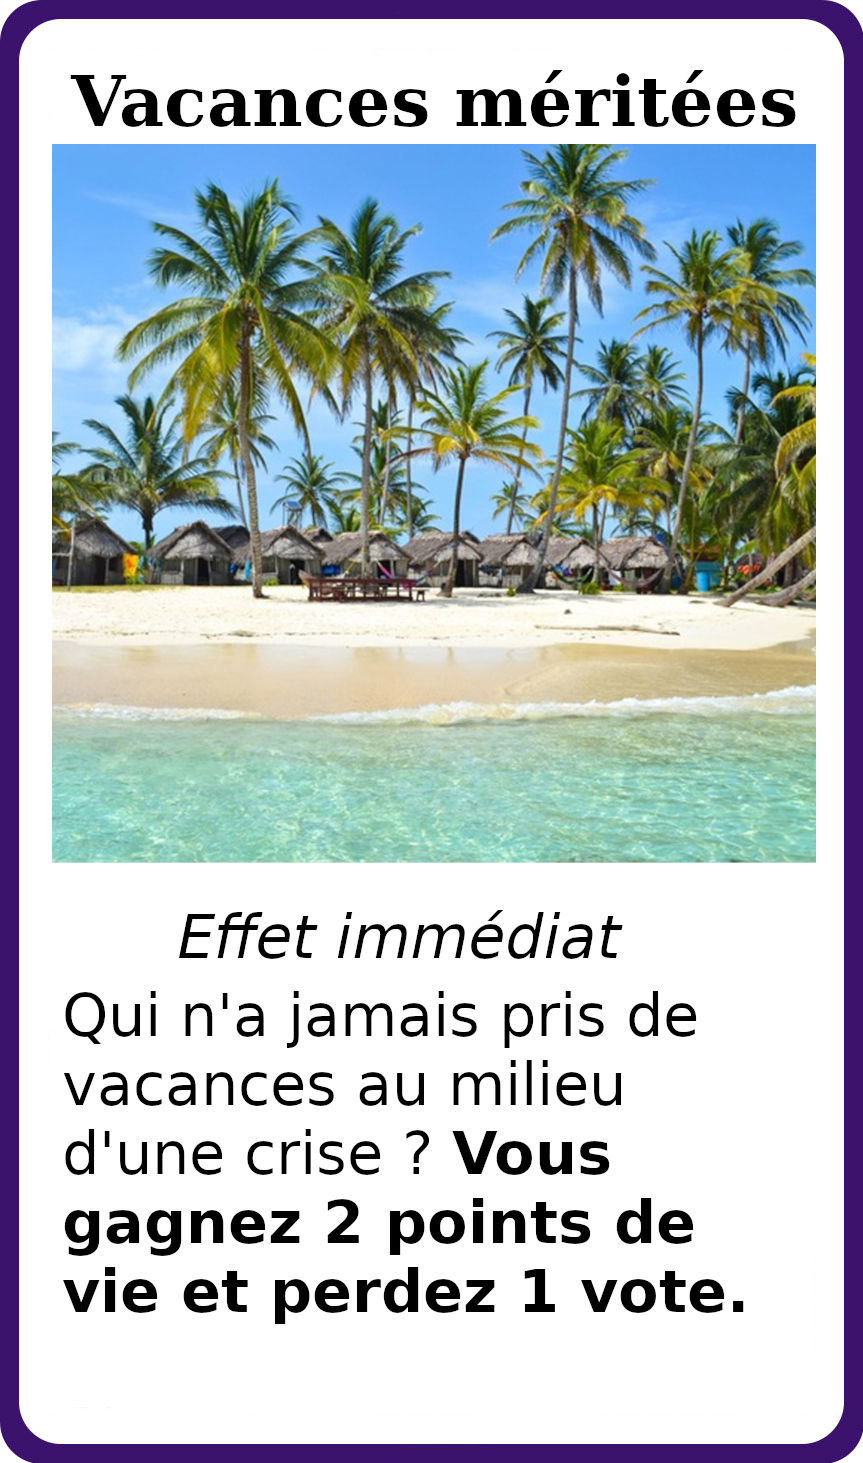 Vacances méritées
Effet immédiat
Qui n'a jamais pris de
vacances au milieu
d'une crise ? Vous
gagnez 2 points de
vie et perdez 1 vote.